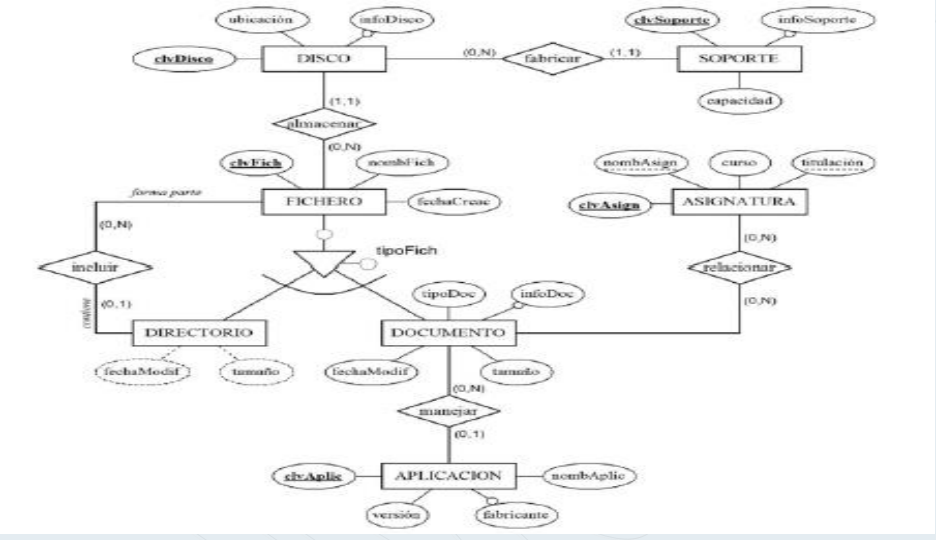 ubicación
infoDisco
clvSoporte
infoSoporte
clvDisco
DISCO
(0,N)
fabricar
(1,1)
SOPORTE
capacidad
(1,1)
almacenar
(0,N)
clvFich
nombFich
nombAsign
curso
titulación
forma parte
FICHERO
fechaCreac
clvAsign
ASIGNATURA
(0,N)
tipoFich
(0,N)
incluir
relacionar
contiene
(0,1)
tipoDoc
infoDoc
(0,N)
DIRECTORIO
DOCUMENTO
fechaModif
tamaño
fechaModif
tamaño
(0,N)
manejar
(0,1)
clvAplic
APLICACION
nombAplic
versión
fabricante